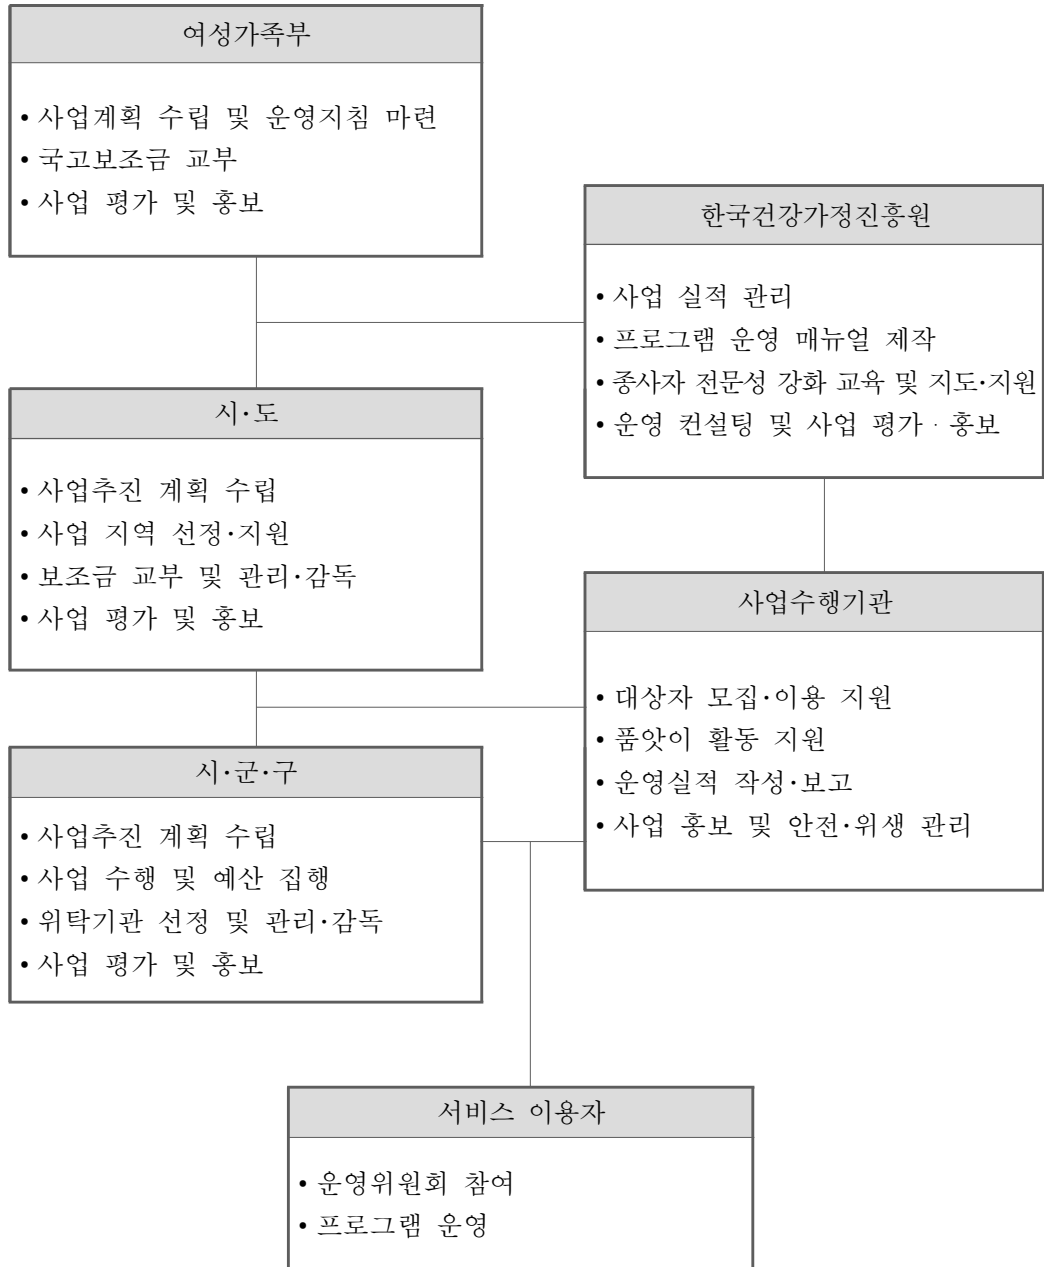 여성가족부
• 사업계획 수립 및 운영지침 마련
• 국고보조금 교부
• 사업 평가 및 홍보
한국건강가정진흥원
• 사업 실적 관리
• 프로그램 운영 매뉴얼 제작
• 종사자 전문성 강화 교육 및 지도·지원
• 운영 컨설팅 및 사업 평가 · 홍보
시·도
• 사업추진 계획 수립
• 사업 지역 선정·지원
• 보조금 교부 및 관리·감독
• 사업 평가 및 홍보
사업수행기관
• 대상자 모집·이용 지원
• 품앗이 활동 지원
• 운영실적 작성·보고
• 사업 홍보 및 안전·위생 관리
시·군·구
• 사업추진 계획 수립
• 사업 수행 및 예산 집행
• 위탁기관 선정 및 관리·감독
• 사업 평가 및 홍보
서비스 이용자
• 운영위원회 참여
• 프로그램 운영